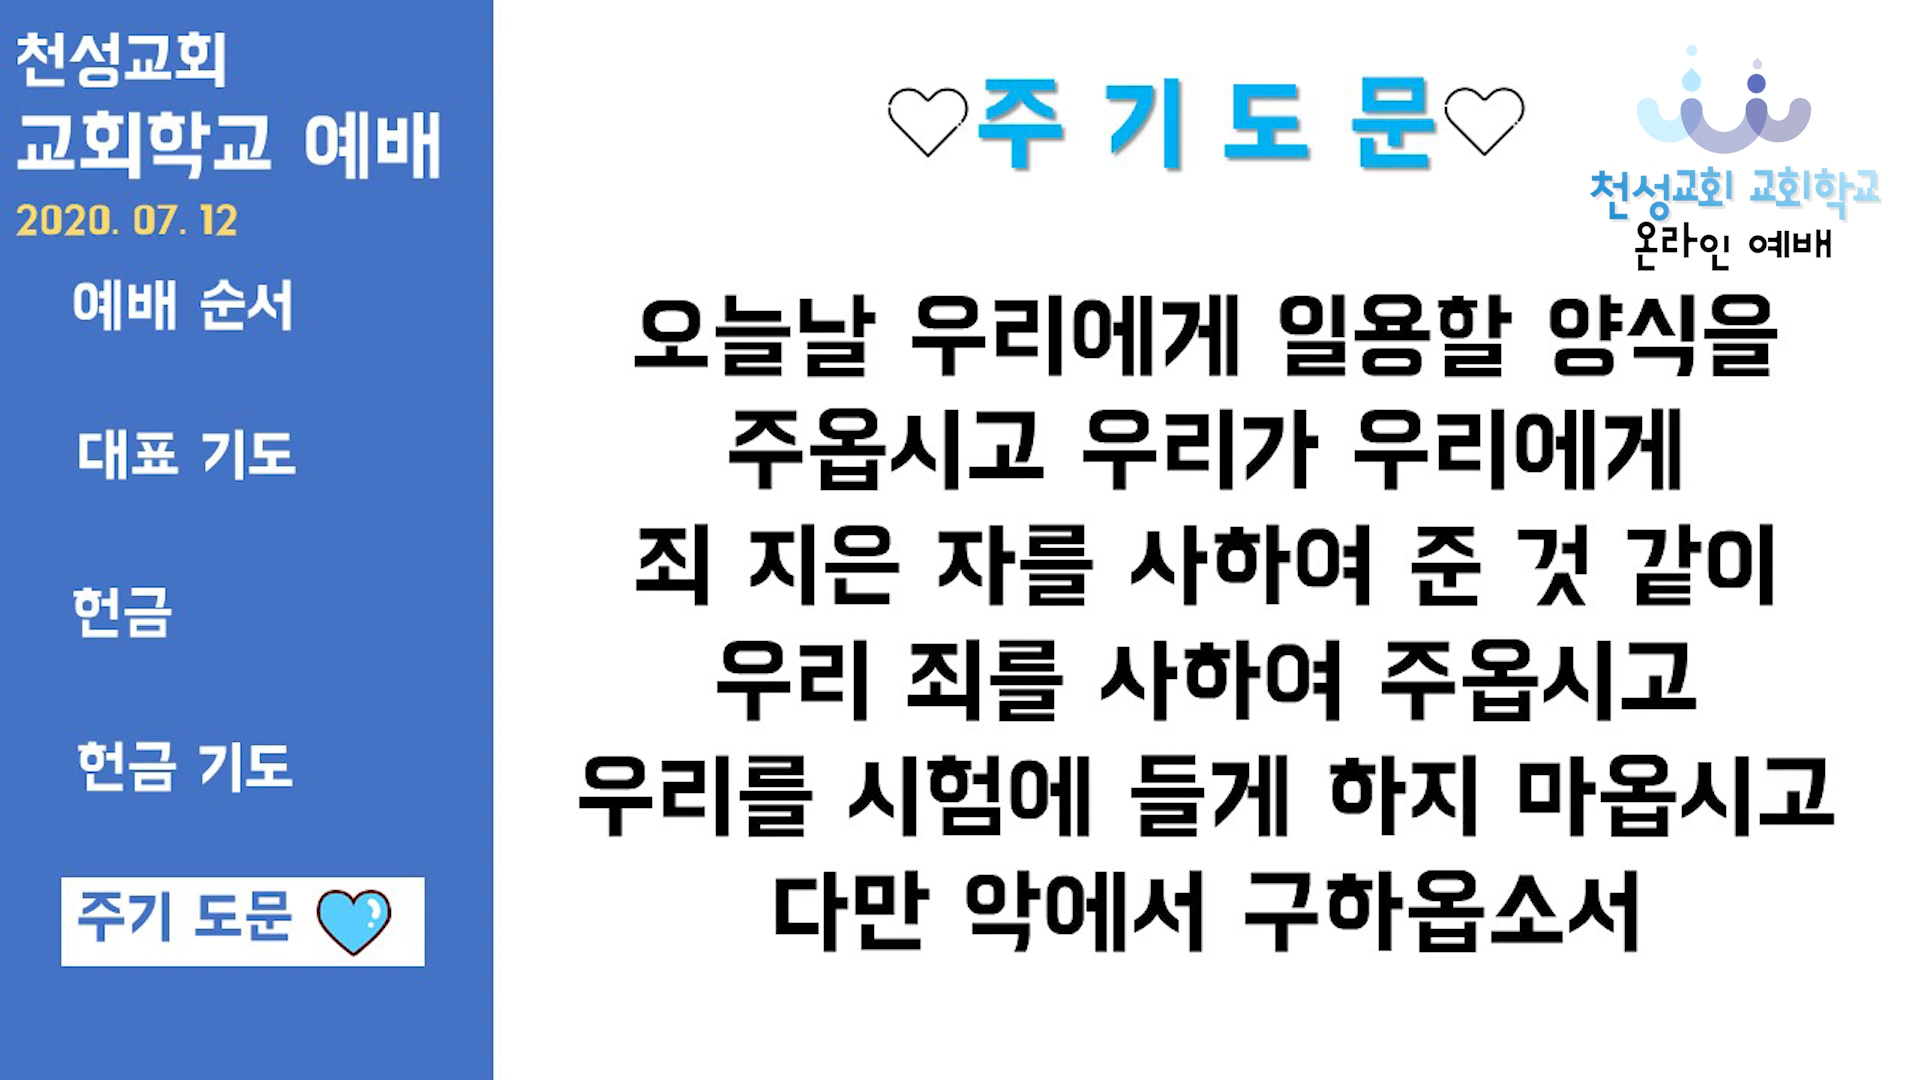 천성교회
교회학교 예배
2020. 07. 12
예배 순서
대표 기도
헌금
헌금 기도
주기 도문
주 기 도 문
천성교회 교회학교
온라인 예배
오늘날 우리에게 일용할 양식을
주옵시고 우리가 우리에게
죄 지은 자를 사하여 준 것 같이
우리 죄를 사하여 주옵시고
우리를 시험에 들게 하지 마옵시고
다만 악에서 구하옵소서